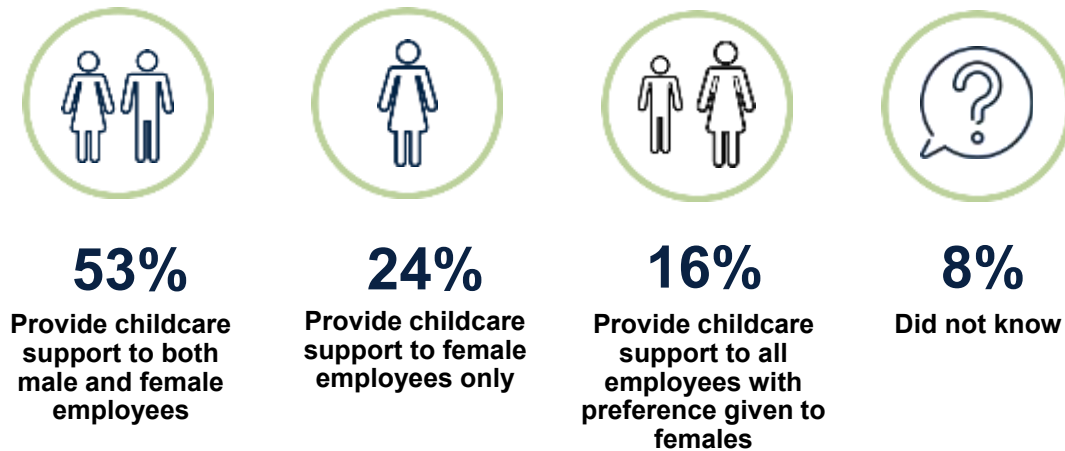 53%
Provide childcare
support to both
male and female
employees
24%
Provide childcare
support to female
employees only
16%
Provide childcare
support to all
employees with
preference given to
females
?
8%
Did not know